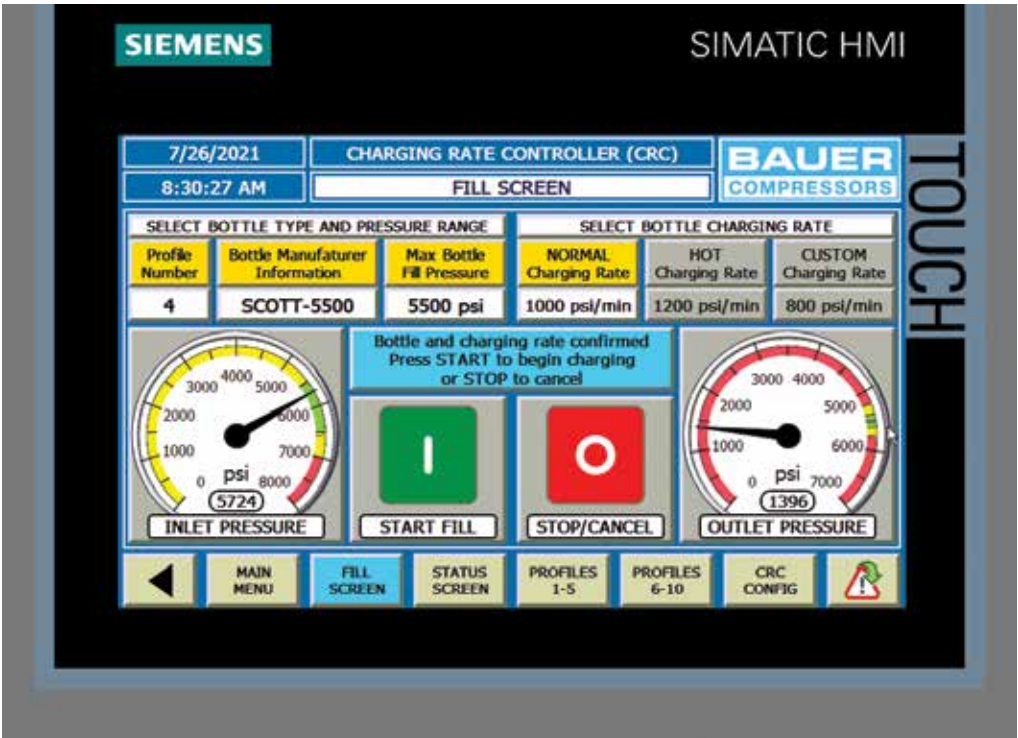 SIEMENS
SIMATIC HMI
TOUCH
7/26/2021
CHARGING RATE CONTROLLER (CRC)
BAUER
COMPRESSORS
8:30:27 AM
FILL SCREEN
SELECT BOTTLE TYPE AND PRESSURE RANGE
SELECT BOTTLE CHARGING RATE
Profile
Number
Bottle Manufaturer
Information
Max Bottle
Fill Pressure
NORMAL
Charging Rate
HOT
Charging Rate
CUSTOM
Charging Rate
4
SCOTT-5500
5500 psi
1000 psi/min
1200 psi/min
800 psi/min
Bottle and charging rate confirmed
Press START to begin charging
or STOP to cancel
0
1000
2000
3000
4000
5000
6000
7000
8000
psi
5724
INLET PRESSURE
I
START FILL
O
STOP/CANCEL
0
1000
2000
3000
4000
5000
6000
7000
psi
1396
OUTLET PRESSURE
MAIN
MENU
FILL
SCREEN
STATUS
SCREEN
PROFILES
1-5
PROFILES
6-10
CRC
CONFIG
!